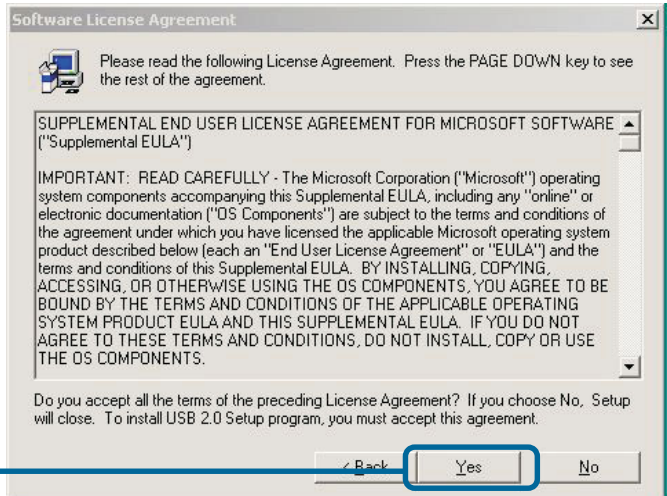 Software License Agreement
Please read the following License Agreement. Press the PAGE DOWN key to see
the rest of the agreement.
SUPPLEMENTAL END USER LICENSE AGREEMENT FOR MICROSOFT SOFTWARE
("Supplemental EULA")
IMPORTANT: READ CAREFULLY - The Microsoft Corporation ("Microsoft") operating
system components accompanying this Supplemental EULA, including any "online" or
electronic documentation ("OS Components") are subject to the terms and conditions of
the agreement under which you have licensed the applicable Microsoft operating system
product described below (each an "End User License Agreement" or "EULA") and the
terms and conditions of this Supplemental EULA. BY INSTALLING, COPYING,
ACCESSING, OR OTHERWISE USING THE OS COMPONENTS, YOU AGREE TO BE
BOUND BY THE TERMS AND CONDITIONS OF THE APPLICABLE OPERATING
SYSTEM PRODUCT EULA AND THIS SUPPLEMENTAL EULA. IF YOU DO NOT
AGREE TO THESE TERMS AND CONDITIONS, DO NOT INSTALL, COPY OR USE
THE OS COMPONENTS.
Do you accept all the terms of the preceding License Agreement? If you choose No, Setup
will close. To install USB 2.0 Setup program, you must accept this agreement.
< Back Yes No